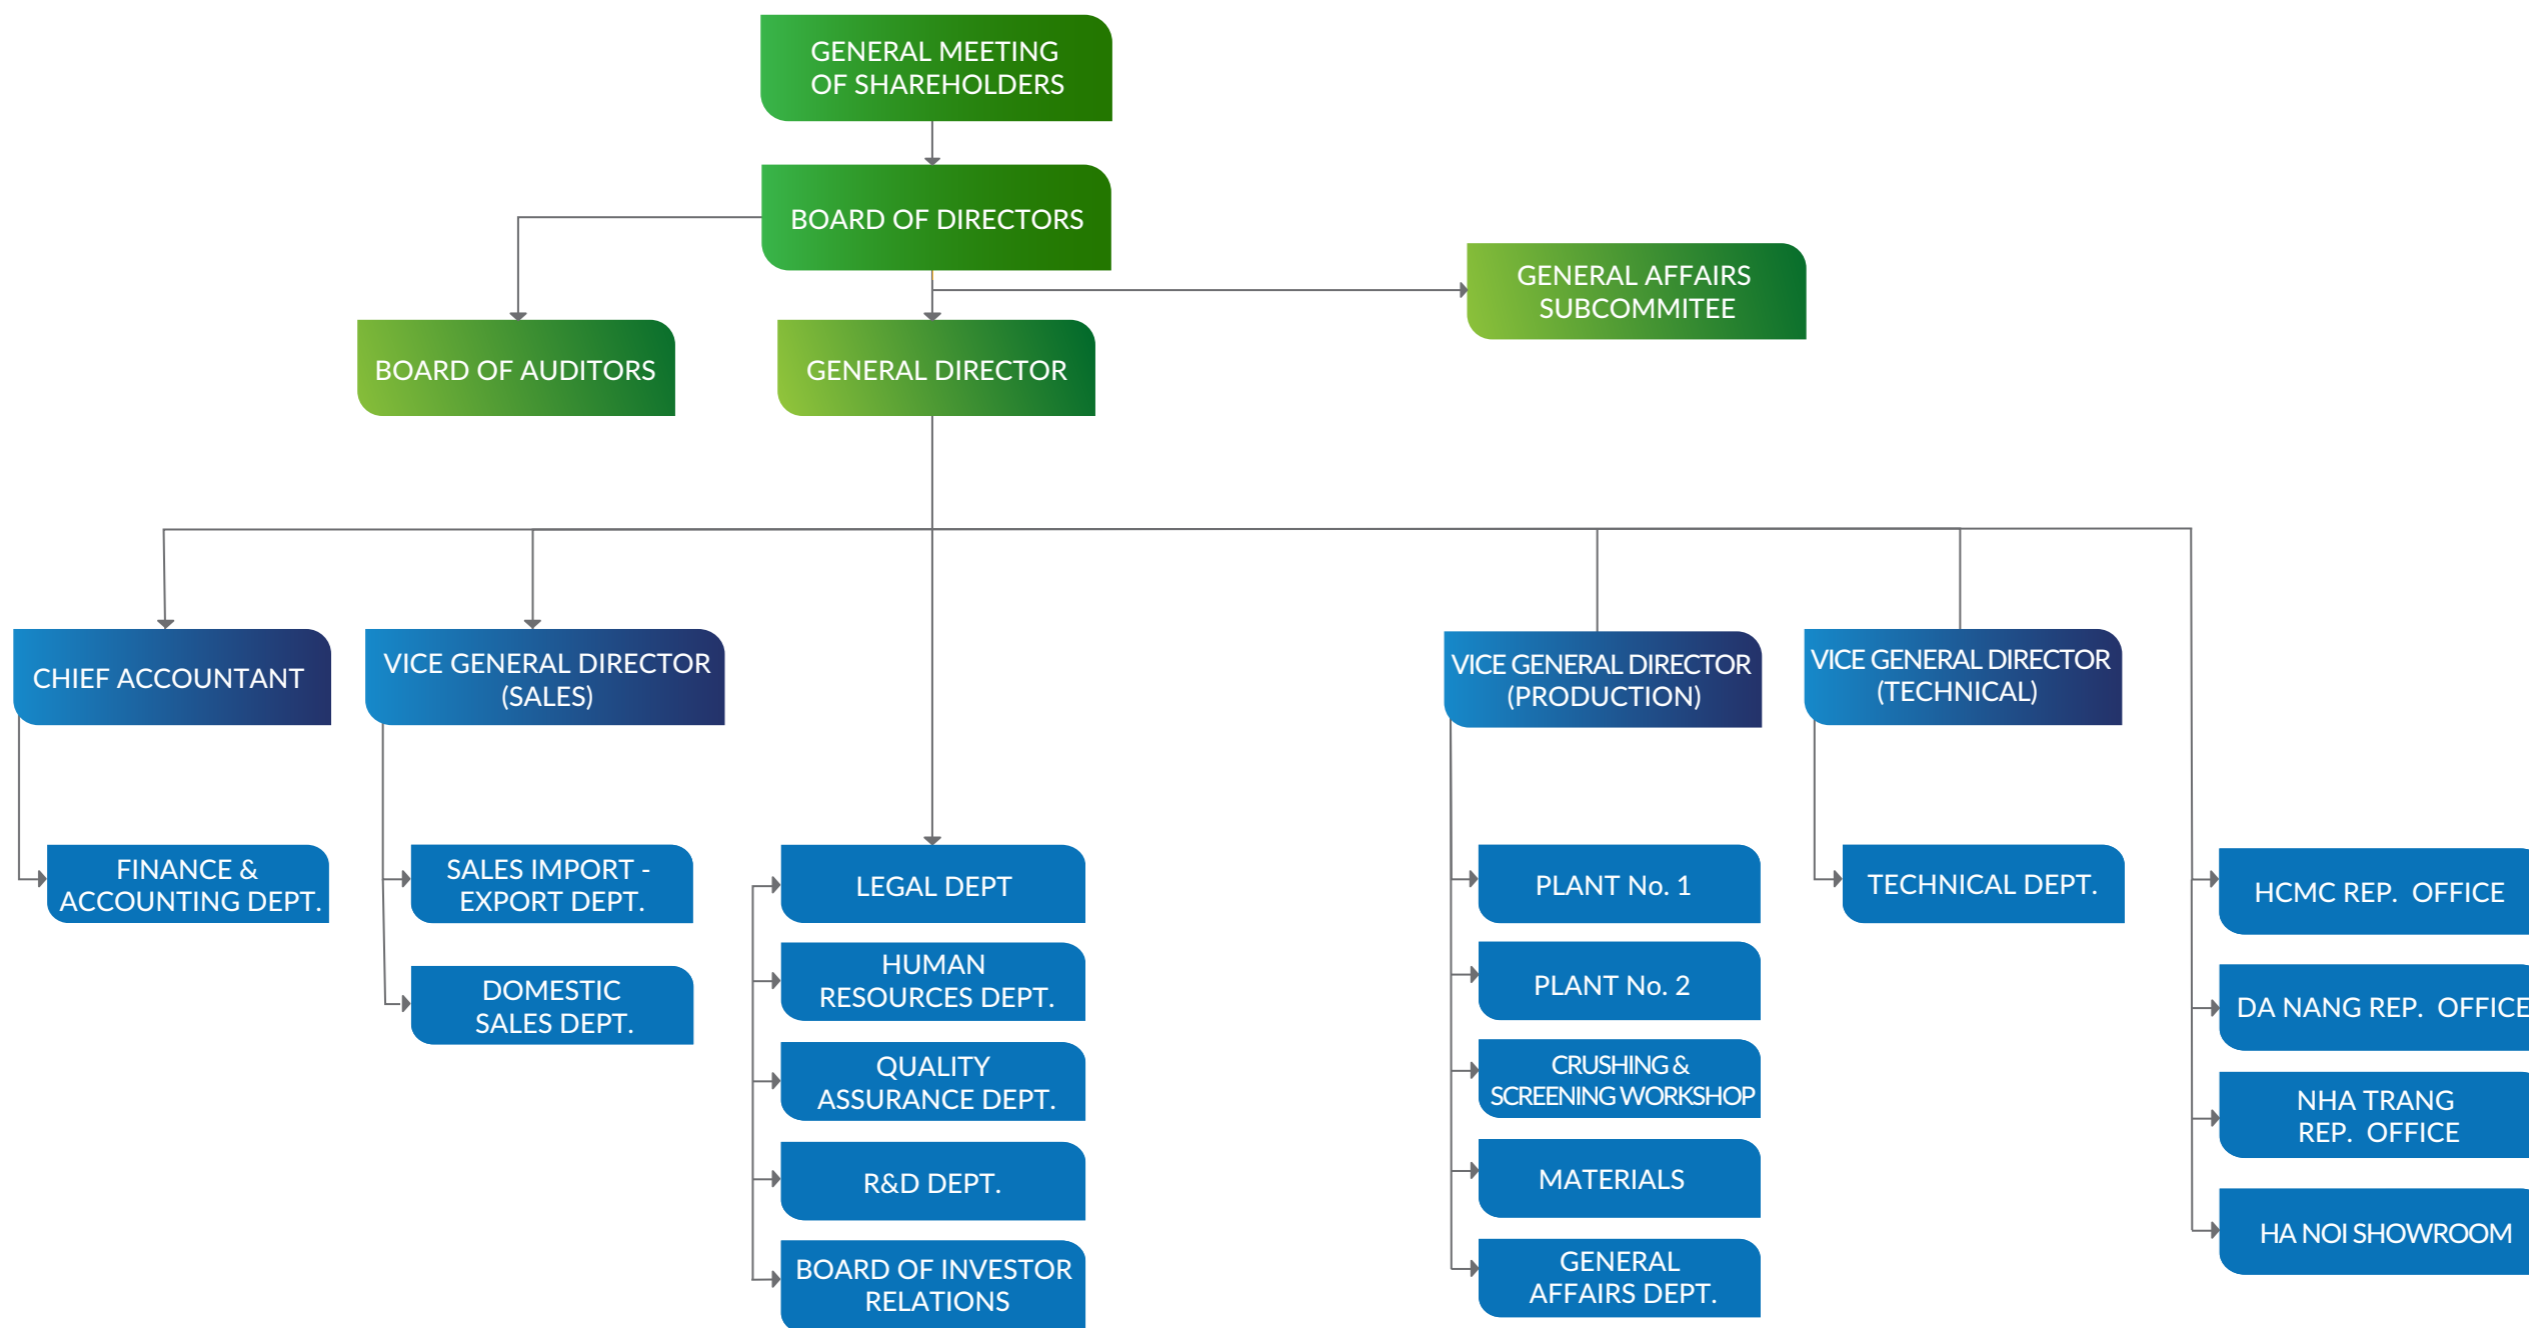 GENERAL MEETING
OF SHAREHOLDERS
BOARD OF DIRECTORS
GENERAL AFFAIRS
SUBCOMMITEE
BOARD OF AUDITORS
GENERAL DIRECTOR
CHIEF ACCOUNTANT
VICE GENERAL DIRECTOR
(SALES)
VICE GENERAL DIRECTOR
(PRODUCTION)
VICE GENERAL DIRECTOR
(TECHNICAL)
FINANCE &
ACCOUNTING DEPT.
SALES IMPORT -
EXPORT DEPT.
DOMESTIC
SALES DEPT.
LEGAL DEPT
HUMAN
RESOURCES DEPT.
QUALITY
ASSURANCE DEPT.
R&D DEPT.
BOARD OF INVESTOR
RELATIONS
PLANT No. 1
PLANT No. 2
CRUSHING &
SCREENING WORKSHOP
MATERIALS
GENERAL
AFFAIRS DEPT.
TECHNICAL DEPT.
HCMC REP. OFFICE
DA NANG REP. OFFICE
NHA TRANG
REP. OFFICE
HA NOI SHOWROOM